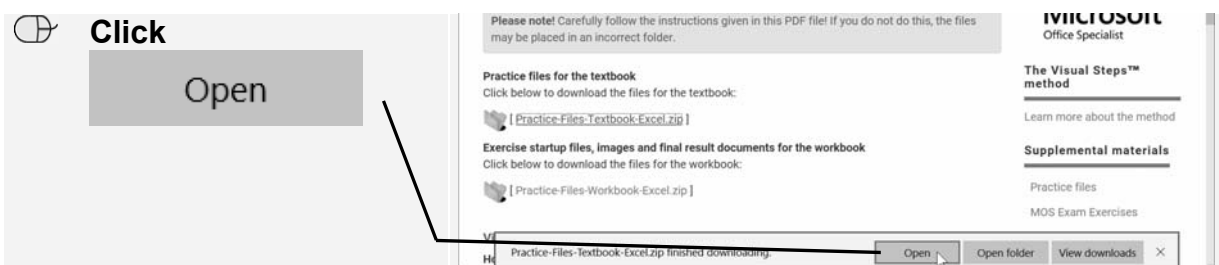 Click
Open
Please note! Carefully follow the instructions given in this PDF file! If you do not do this, the files
may be placed in an incorrect folder.
Practice files for the textbook
Click below to download the files for the textbook:
[ Practice-Files-Textbook-Excel.zip ]
Exercise startup files, images and final result documents for the workbook
Click below to download the files for the workbook:
[ Practice-Files-Workbook-Excel.zip ]
Microsoft
Office Specialist
The Visual Steps™
method
Learn more about the method
Supplemental materials
Practice files
MOS Exam Exercises
Practice-Files-Textbook-Excel.zip finished downloading.
Open
Open folder
View downloads